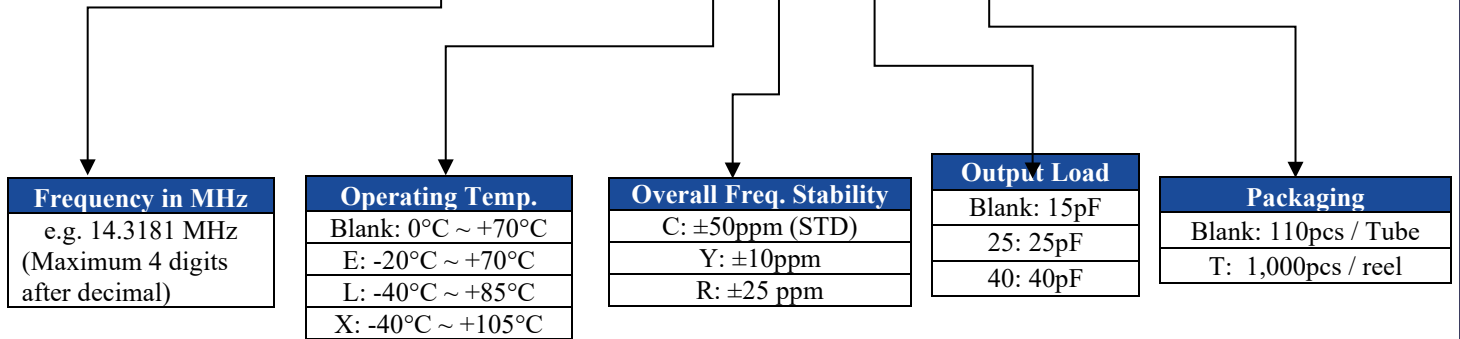 Frequency in MHz
e.g. 14.3181 MHz
(Maximum 4 digits
after decimal)
Operating Temp.
Blank: 0°C ~ +70°C
E: -20°C ~ +70°C
L: -40°C ~ +85°C
X: -40°C ~ +105°C
Overall Freq. Stability
C: ±50ppm (STD)
Y: ±10ppm
R: ±25 ppm
Output Load
Blank: 15pF
25: 25pF
40: 40pF
Packaging
Blank: 110pcs / Tube
T: 1,000pcs / reel